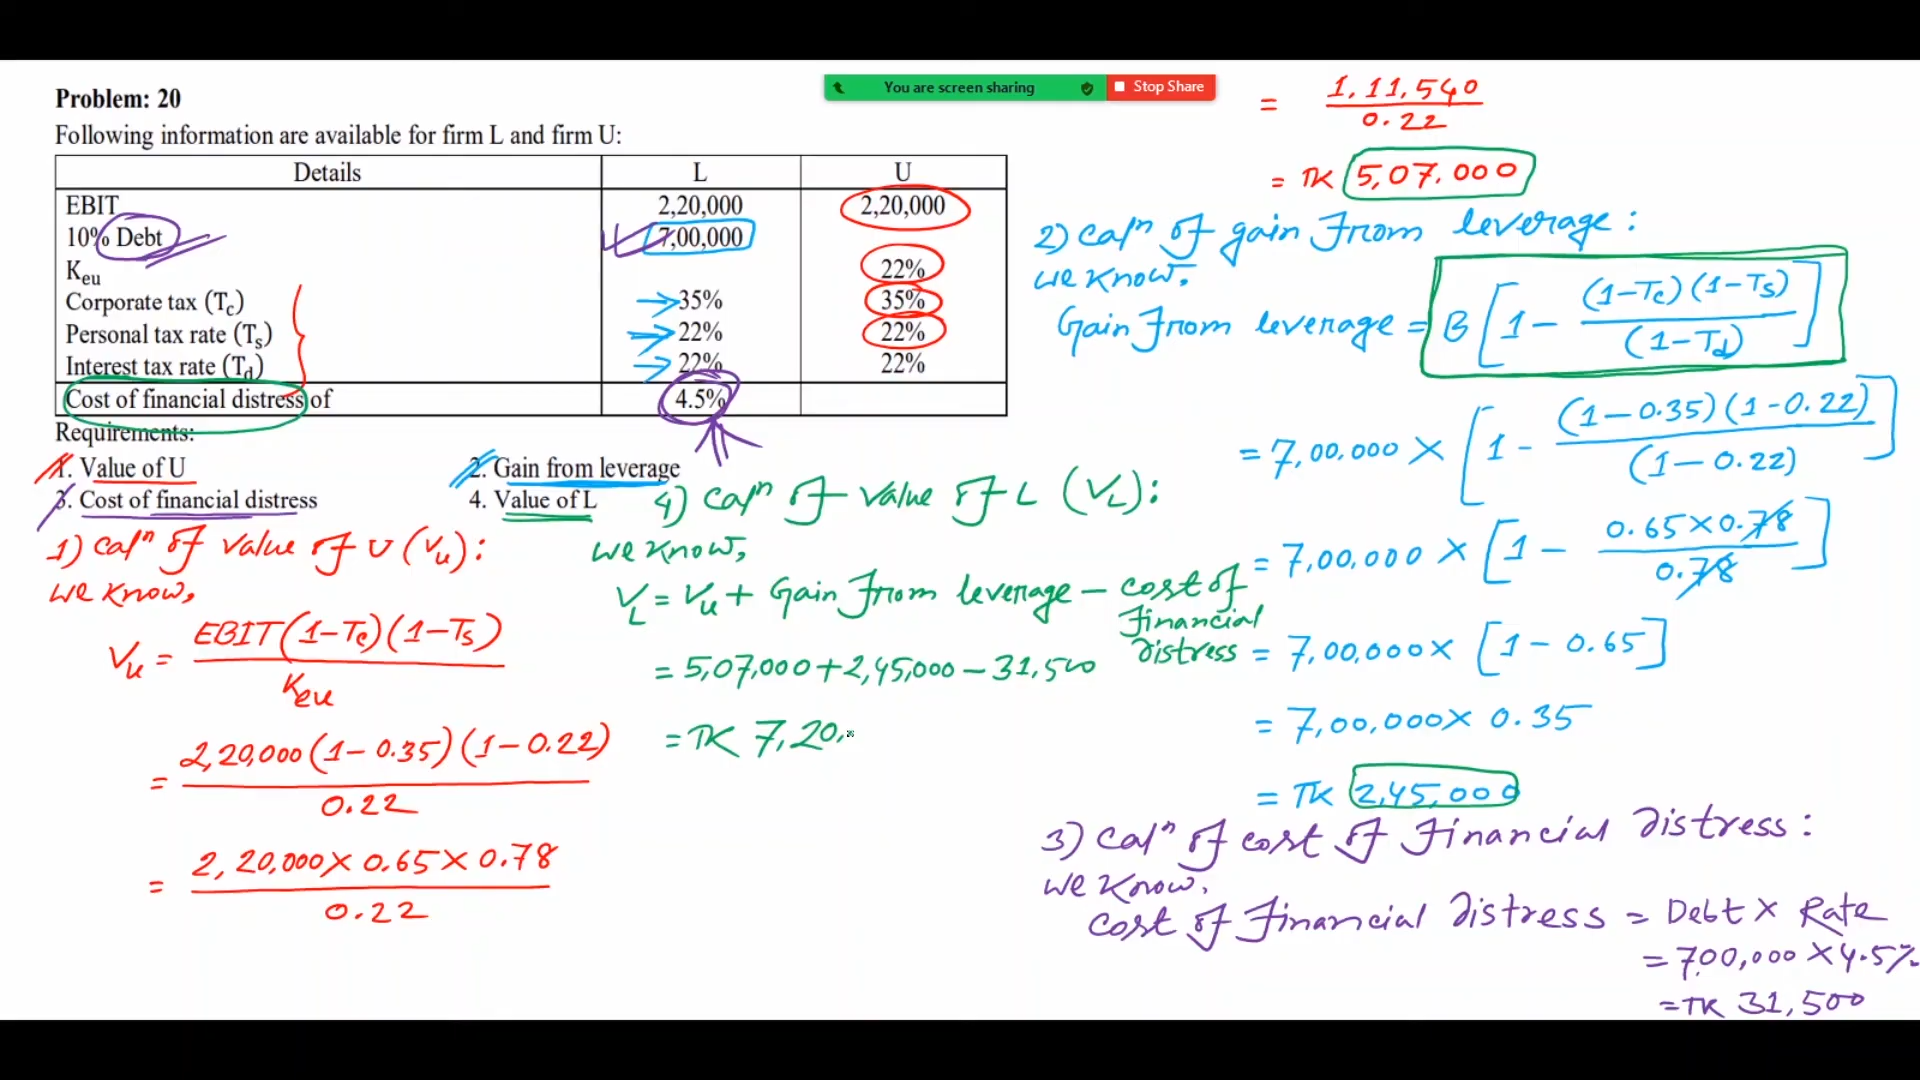 You are screen sharing
Stop Share
Problem: 20
Following information are available for firm L and firm U:
Details L U
EBIT 2,20,000 2,20,000
10% Debt 7,00,000
Keu 22%
Corporate tax (Tc) 35% 35%
Personal tax rate (Ts) 22% 22%
Interest tax rate (Td) 22% 22%
Cost of financial distress of 4.5%
Requirements:
1. Value of U 2. Gain from leverage
3. Cost of financial distress 4. Value of L
1) Calⁿ of value of U (Vu):
We know,
Vu = EBIT(1-Tc)(1-Ts) / Keu
= 2,20,000(1-0.35)(1-0.22) / 0.22
= 2,20,000 × 0.65 × 0.78 / 0.22
= 1,11,540 / 0.22
= TK 5,07,000
2) Calⁿ of gain from leverage:
We know,
Gain from leverage = B [1 - (1-Tc)(1-Ts) / (1-Td)]
= 7,00,000 × [1 - (1-0.35)(1-0.22) / (1-0.22)]
= 7,00,000 × [1 - 0.65×0.78 / 0.78]
= 7,00,000 × [1-0.65]
= 7,00,000 × 0.35
= TK 2,45,000
3) Calⁿ of cost of financial distress:
We know,
Cost of financial distress = Debt × Rate
= 7,00,000 × 4.5%
= TK 31,500
4) Calⁿ of value of L (VL):
We know,
VL = Vu + Gain from leverage - cost of financial distress
= 5,07,000 + 2,45,000 - 31,500
= TK 7,20,